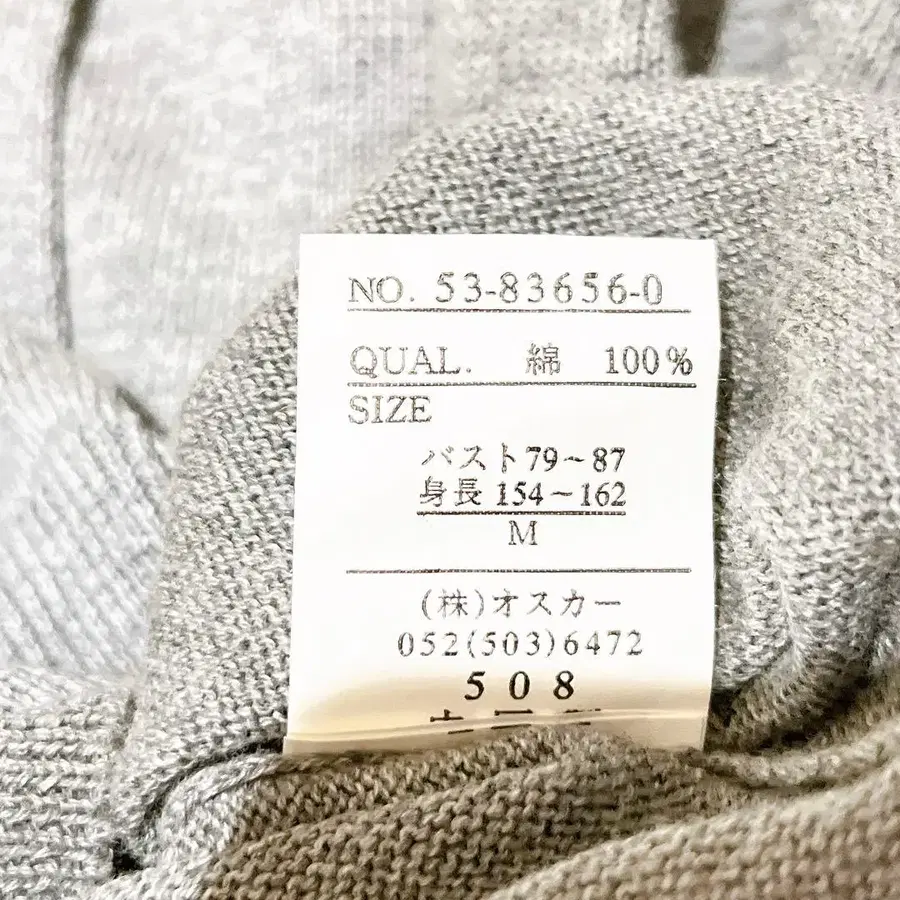 NO. 53-83656-0
QUAL. 綿 100%
SIZE
バスト79~87
身長 154~162
M
(株)オスカー
052(503)6472
508